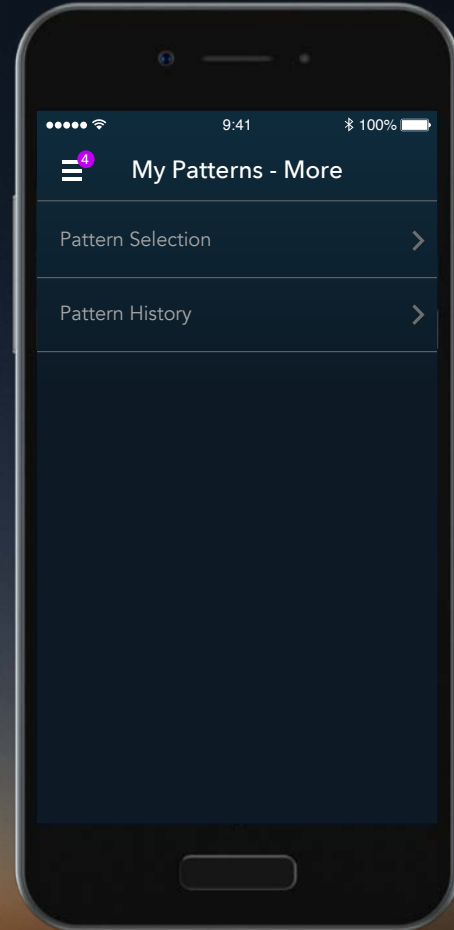 9:41
100%
4
My Patterns - More
Pattern Selection
Pattern History